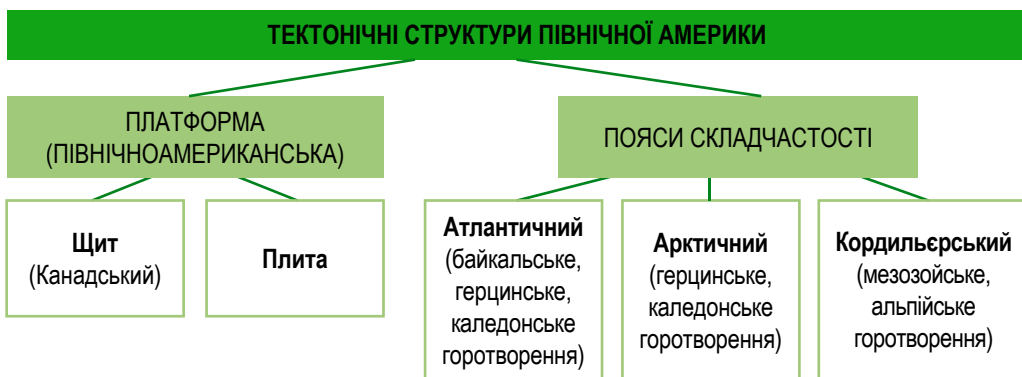 ТЕКТОНІЧНІ СТРУКТУРИ ПІВНІЧНОЇ АМЕРИКИ
ПЛАТФОРМА
(ПІВНІЧНОАМЕРИКАНСЬКА)
ПОЯСИ СКЛАДЧАСТОСТІ
Щит
(Канадський)
Плита
Атлантичний
(байкальське,
герцинське,
каледонське
горотворення)
Арктичний
(герцинське,
каледонське
горотворення)
Кордильєрський
(мезозойське,
альпійське
горотворення)